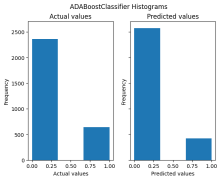 ADABoostClassifier Histograms
Actual values
Predicted values
Frequency
2500
2000
1500
1000
500
0
0.00 0.25 0.50 0.75 1.00
Actual values
Frequency
0.00 0.25 0.50 0.75 1.00
Predicted values